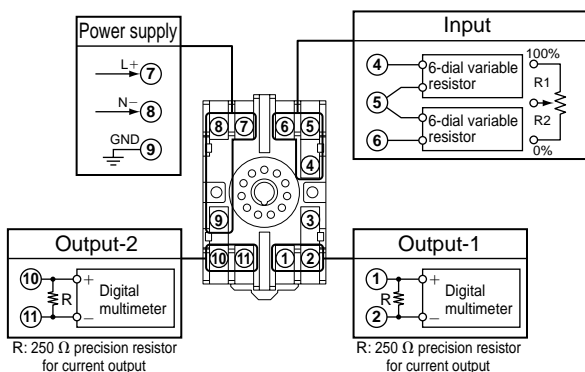 Power supply
L+
7
N−
8
GND
9
Input
4
5
6
6-dial variable
resistor
6-dial variable
resistor
100%
R1
R2
0%
8
7
6
5
4
9
3
10
11
1
2
Output-2
10
11
R
+
−
Digital
multimeter
R: 250 Ω precision resistor
for current output
Output-1
1
2
R
+
−
Digital
multimeter
R: 250 Ω precision resistor
for current output